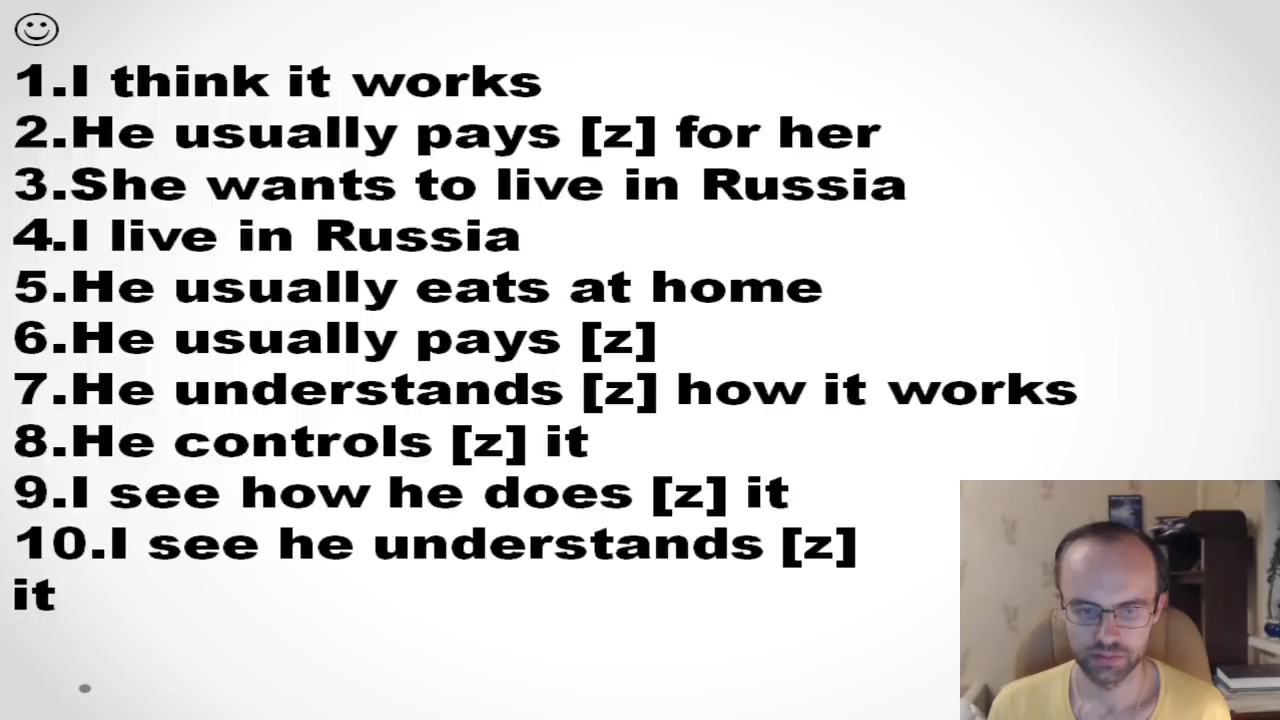 1.I think it works
2.He usually pays [z] for her
3.She wants to live in Russia
4.I live in Russia
5.He usually eats at home
6.He usually pays [z]
7.He understands [z] how it works
8.He controls [z] it
9.I see how he does [z] it
10.I see he understands [z]
it